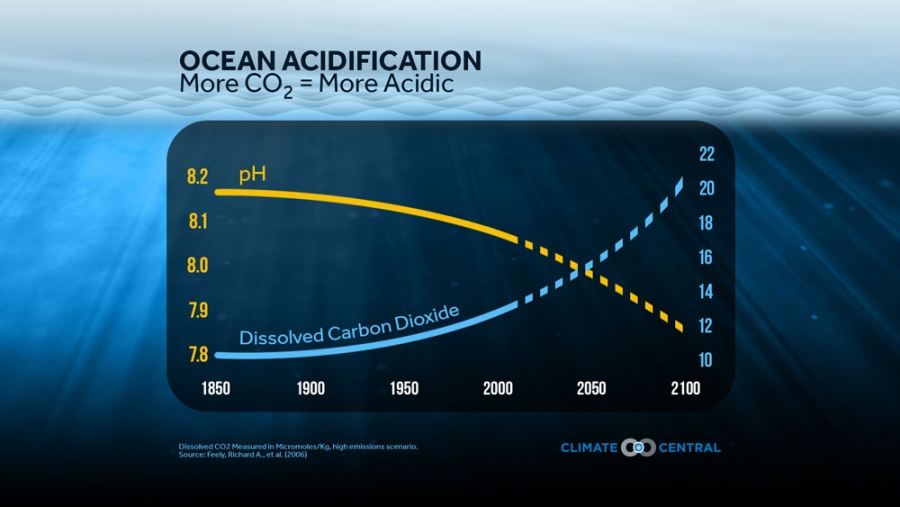 OCEAN ACIDIFICATION
More CO₂ = More Acidic
22
8.2
pH
20
8.1
18
8.0
16
14
7.9
12
Dissolved Carbon Dioxide
7.8
10
1850 1900 1950 2000 2050 2100
Dissolved CO2 Measured in Micromoles/Kg, high emissions scenario.
Source: Feely, Richard A., et al. (2006)
CLIMATE CENTRAL